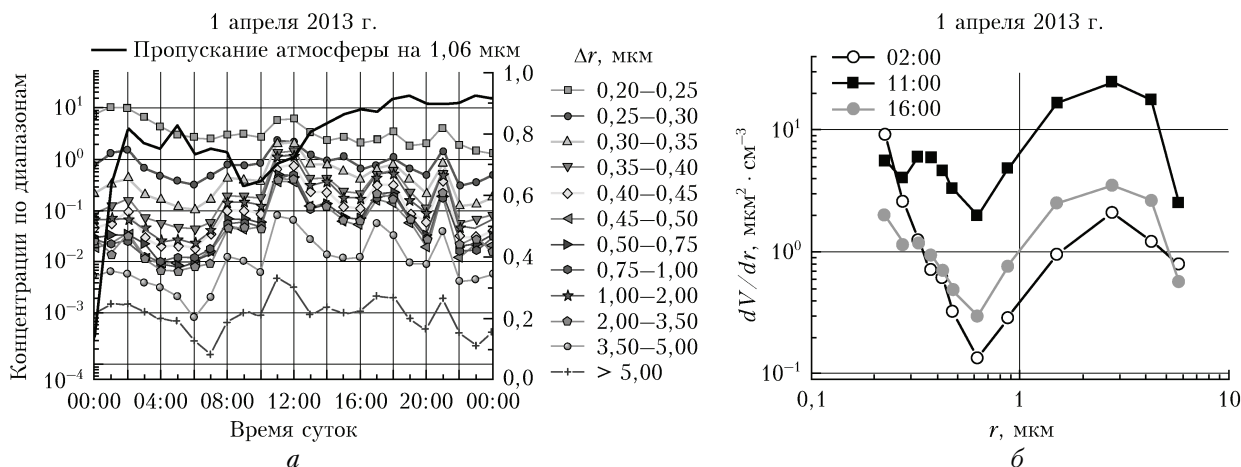 1 апреля 2013 г.
Пропускание атмосферы на 1,06 мкм
Концентрации по диапазонам
10¹
10⁰
10⁻¹
10⁻²
10⁻³
10⁻⁴
1,0
0,8
0,6
0,4
0,2
0,0
00:00 04:00 08:00 12:00 16:00 20:00 00:00
Время суток
а
Δr, мкм
0,20–0,25
0,25–0,30
0,30–0,35
0,35–0,40
0,40–0,45
0,45–0,50
0,50–0,75
0,75–1,00
1,00–2,00
2,00–3,50
3,50–5,00
> 5,00
1 апреля 2013 г.
02:00
11:00
16:00
dV/dr, мкм² · см⁻³
10¹
10⁰
10⁻¹
0,1 1 10
r, мкм
б